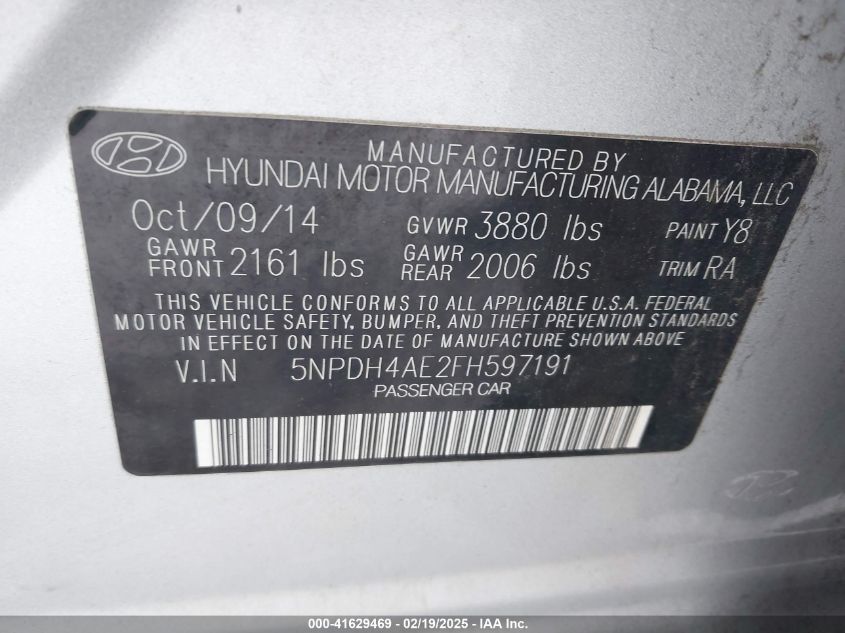 MANUFACTURED BY
HYUNDAI MOTOR MANUFACTURING ALABAMA, LLC
Oct/09/14 GVWR 3880 lbs PAINT Y8
GAWR FRONT 2161 lbs GAWR REAR 2006 lbs TRIM RA
THIS VEHICLE CONFORMS TO ALL APPLICABLE U.S.A. FEDERAL
MOTOR VEHICLE SAFETY, BUMPER, AND THEFT PREVENTION STANDARDS
IN EFFECT ON THE DATE OF MANUFACTURE SHOWN ABOVE
V.I.N 5NPDH4AE2FH597191
PASSENGER CAR
000-41629469 - 02/19/2025 - IAA Inc.